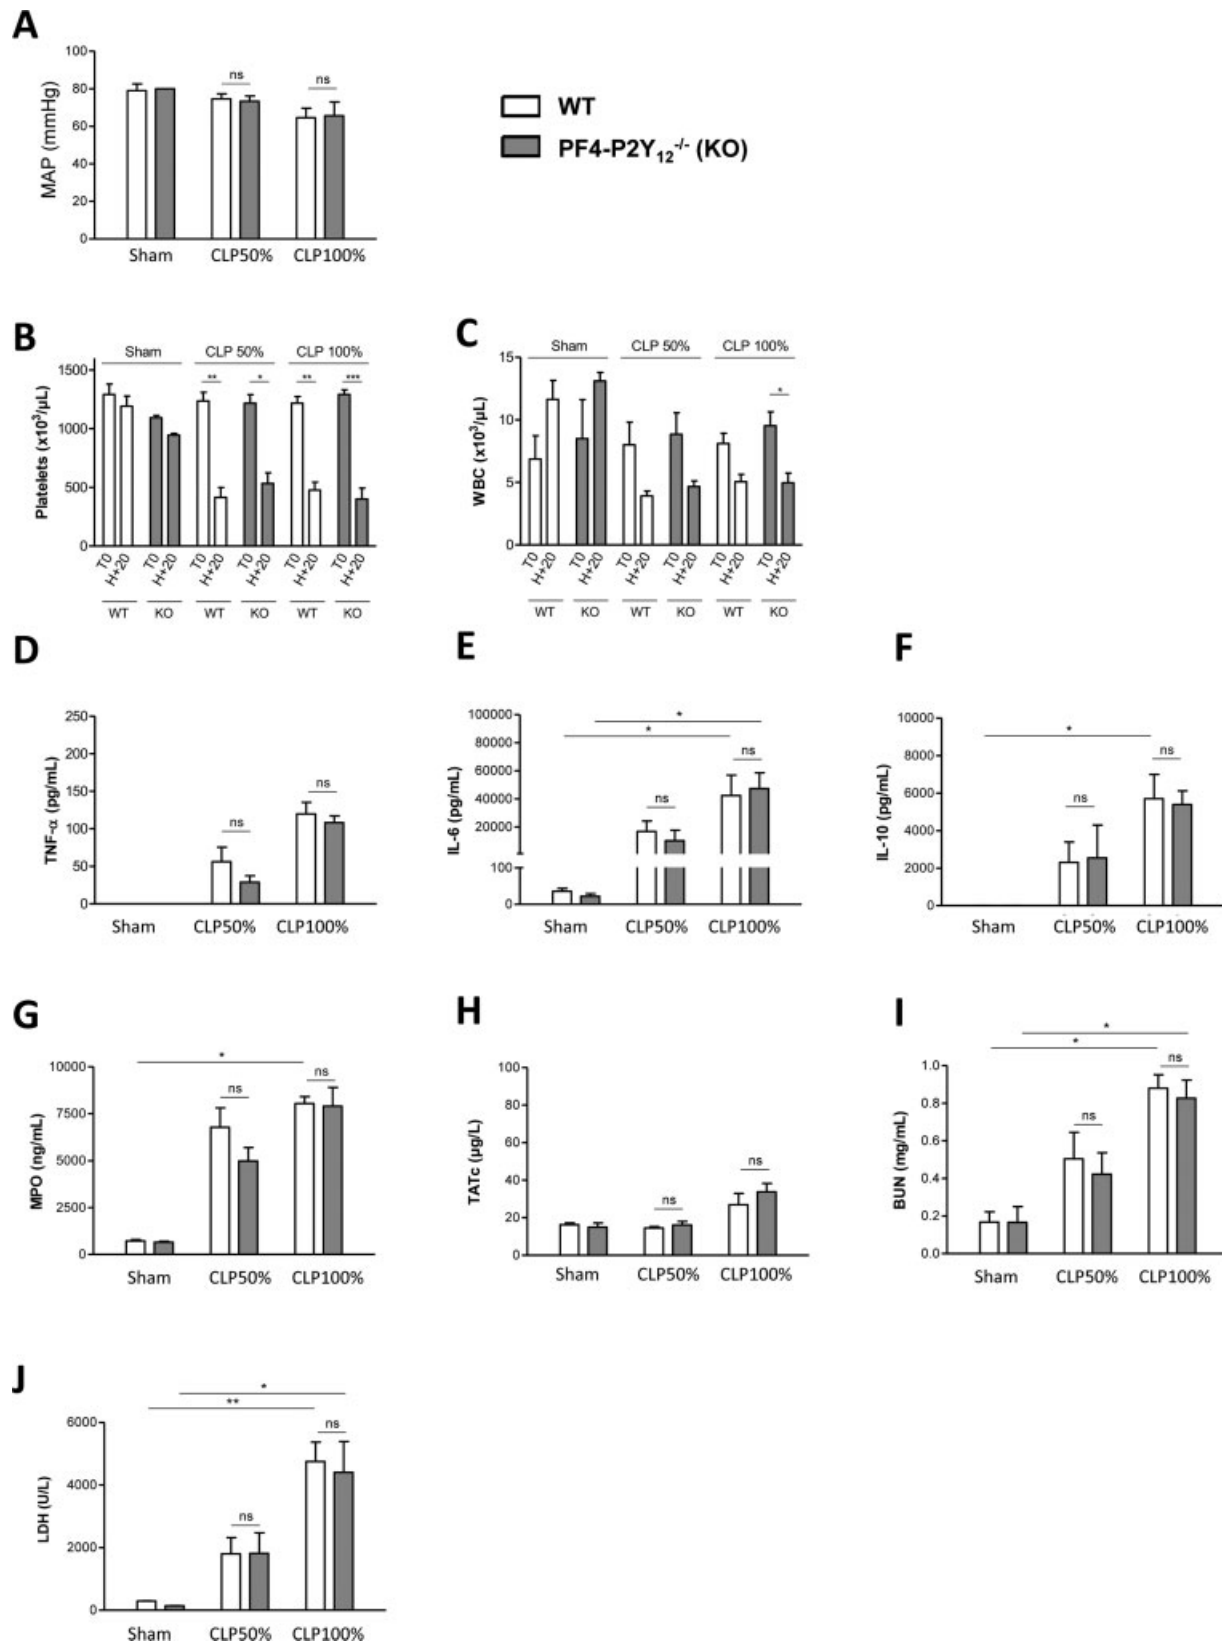 A
MAP (mmHg)
100
80
60
40
20
0
ns
ns
Sham CLP50% CLP100%
WT
PF4-P2Y12-/- (KO)
B
Sham CLP 50% CLP 100%
Platelets (x10³/µL)
1500
1000
500
0
** * ** ***
T0 H+20 T0 H+20 T0 H+20 T0 H+20 T0 H+20 T0 H+20
WT KO WT KO WT KO
C
Sham CLP 50% CLP 100%
WBC (x10³/µL)
15
10
5
0
*
T0 H+20 T0 H+20 T0 H+20 T0 H+20 T0 H+20 T0 H+20
WT KO WT KO WT KO
D
TNF-α (pg/mL)
250
200
150
100
50
0
ns
ns
Sham CLP50% CLP100%
E
IL-6 (pg/mL)
100000
80000
60000
40000
20000
100
0
*
*
ns
ns
Sham CLP50% CLP100%
F
IL-10 (pg/mL)
10000
8000
6000
4000
2000
0
*
ns
ns
Sham CLP50% CLP100%
G
MPO (ng/mL)
10000
7500
5000
2500
0
*
ns
ns
Sham CLP50% CLP100%
H
TATc (µg/L)
100
80
60
40
20
0
ns
ns
Sham CLP50% CLP100%
I
BUN (mg/mL)
1.0
0.8
0.6
0.4
0.2
0.0
*
*
ns
ns
Sham CLP50% CLP100%
J
LDH (U/L)
6000
4000
2000
0
*
**
ns
ns
Sham CLP50% CLP100%